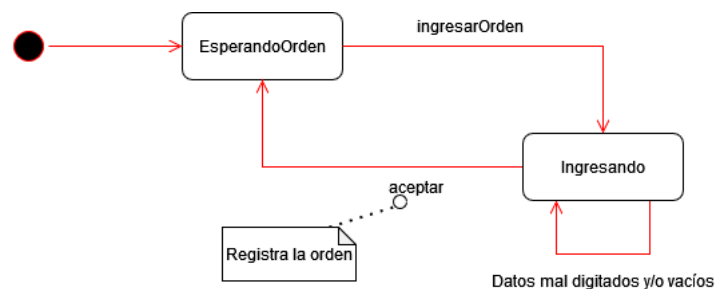 ingresarOrden
EsperandoOrden
Ingresando
aceptar
Registra la orden
Datos mal digitados y/o vacíos